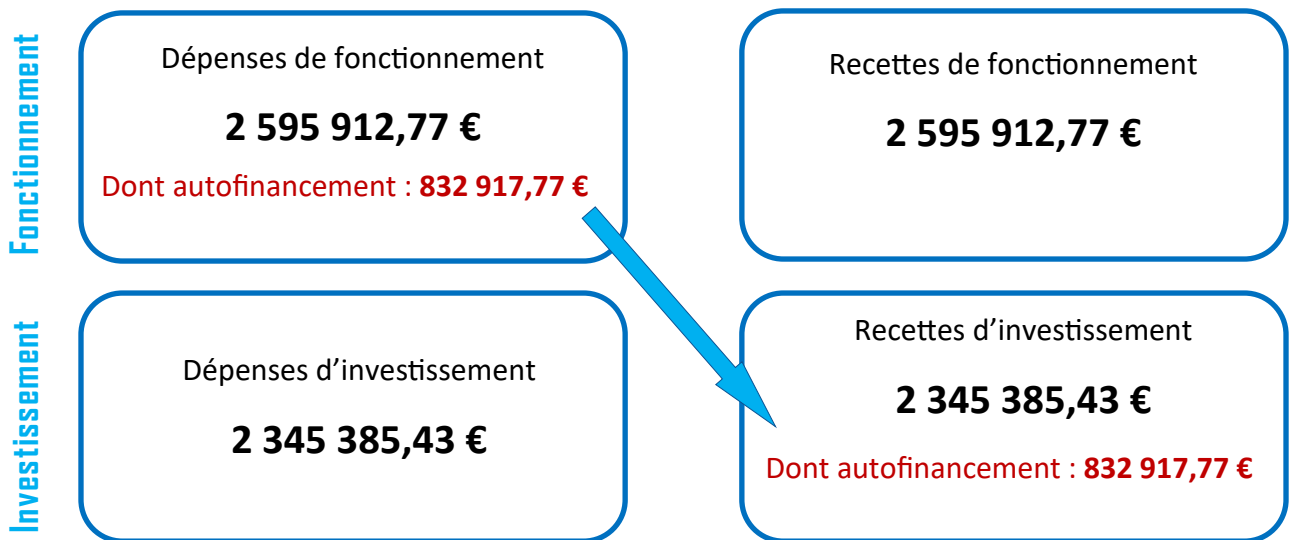 Fonctionnement
Dépenses de fonctionnement
2 595 912,77 €
Dont autofinancement : 832 917,77 €
Recettes de fonctionnement
2 595 912,77 €
Investissement
Dépenses d’investissement
2 345 385,43 €
Recettes d’investissement
2 345 385,43 €
Dont autofinancement : 832 917,77 €